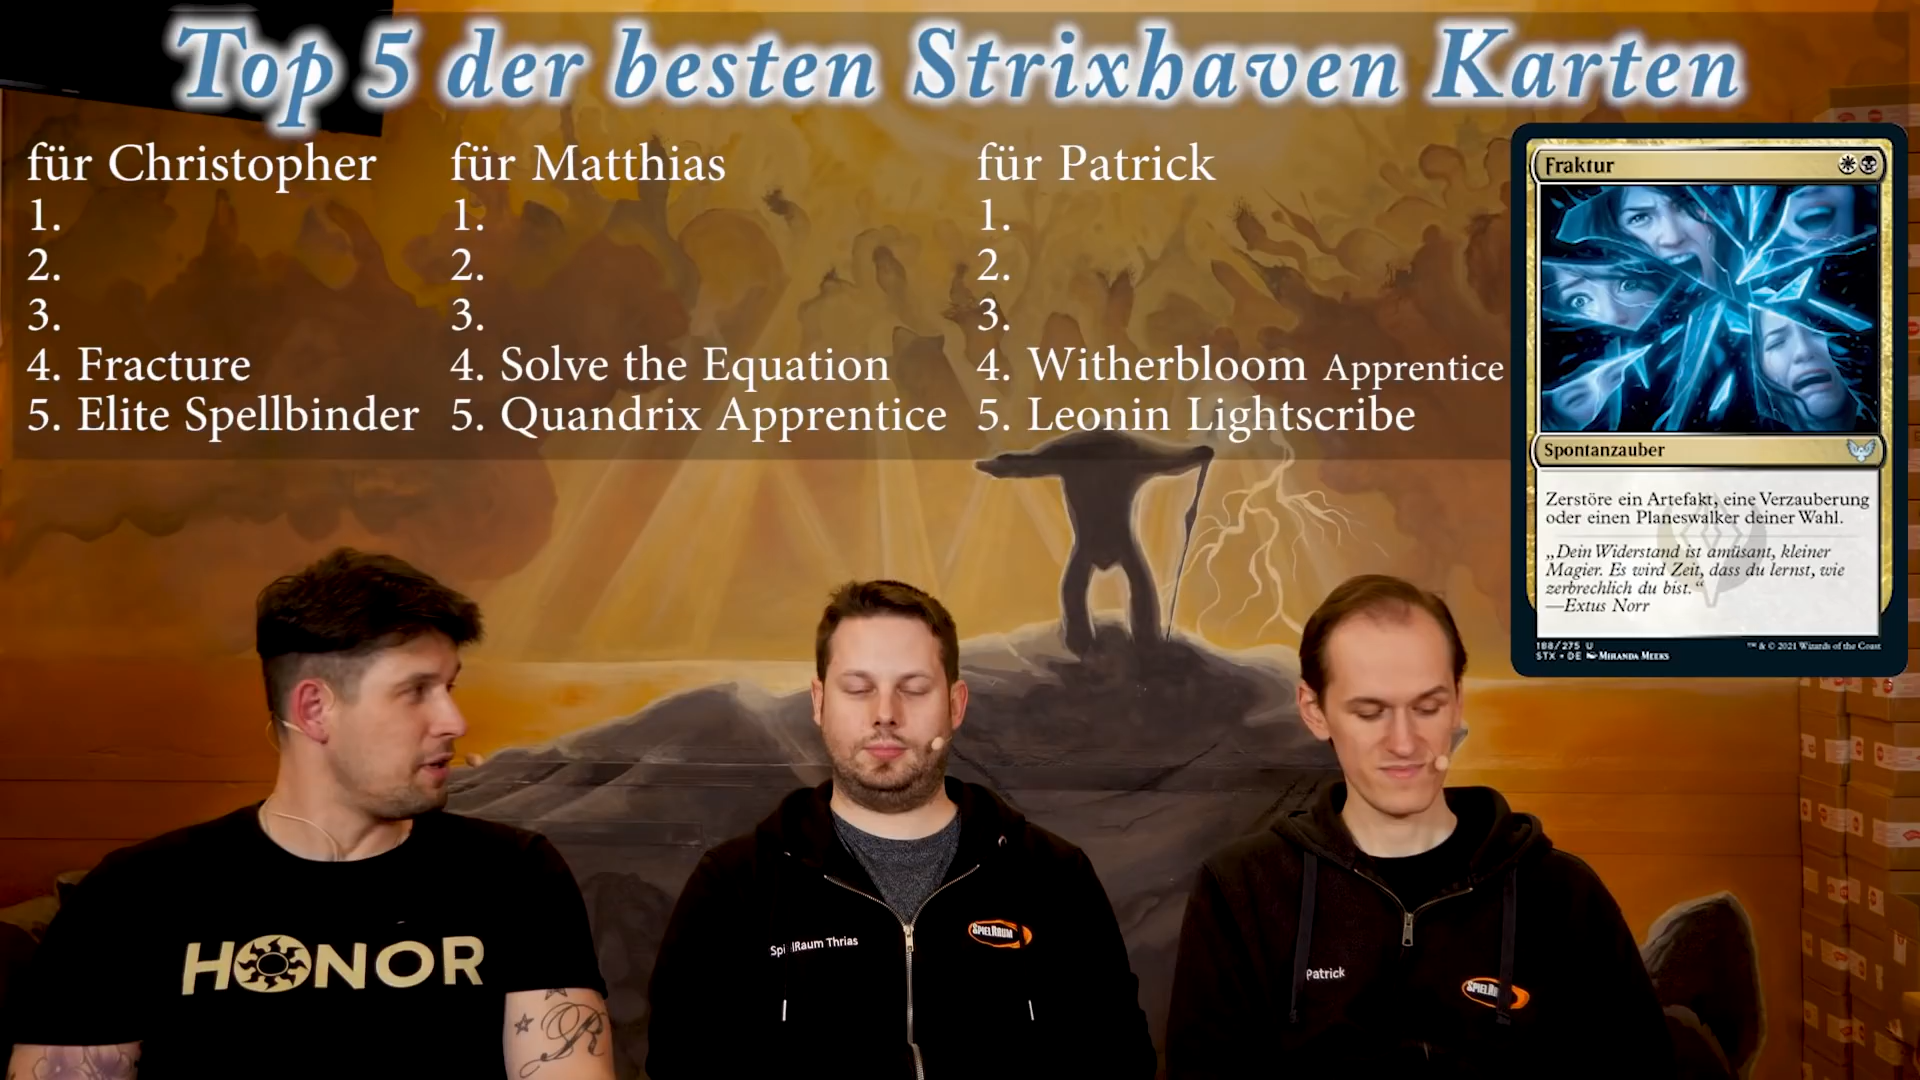 Top 5 der besten Strixhaven Karten
für Christopher
1.
2.
3.
4. Fracture
5. Elite Spellbinder
für Matthias
1.
2.
3.
4. Solve the Equation
5. Quandrix Apprentice
für Patrick
1.
2.
3.
4. Witherbloom Apprentice
5. Leonin Lightscribe
Fraktur
Spontanzauber
Zerstöre ein Artefakt, eine Verzauberung
oder einen Planeswalker deiner Wahl.
„Dein Widerstand ist amüsant, kleiner
Magier. Es wird Zeit, dass du lernst, wie
zerbrechlich du bist.“
—Extus Norr
188/275 U
STX • DE Miranda Meeks
™ & © 2021 Wizards of the Coast
HONOR
R
SpielRaum Thrias
SPIELRAUM
Patrick